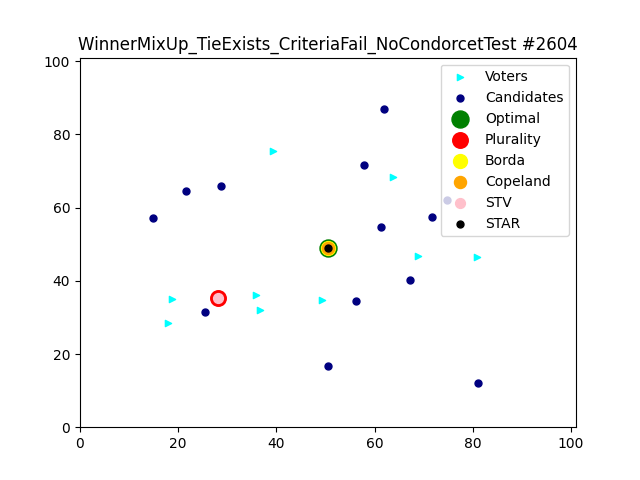 WinnerMixUp_TieExists_CriteriaFail_NoCondorcetTest #2604
100
80
60
40
20
0
0 20 40 60 80 100
Voters
Candidates
Optimal
Plurality
Borda
Copeland
STV
STAR